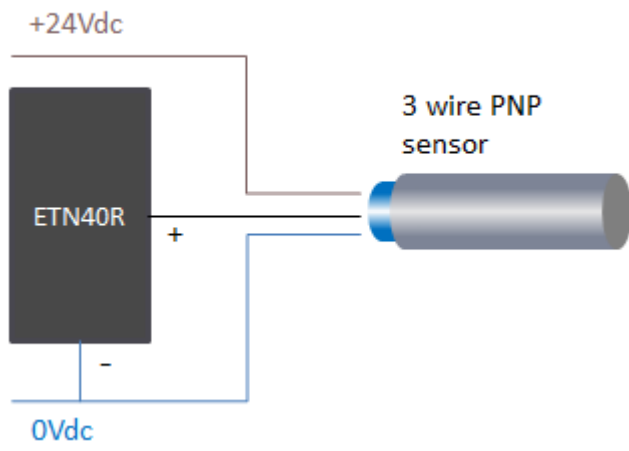 +24Vdc
3 wire PNP
sensor
ETN40R
+
-
0Vdc